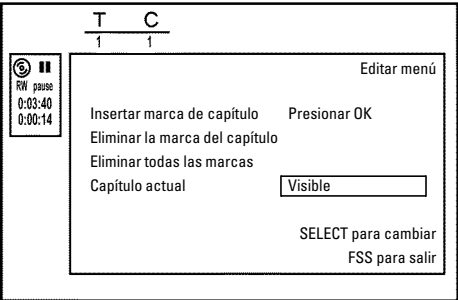 T C
1 1
RW pause
0:03:40
0:00:14
Editar menú
Insertar marca de capítulo Presionar OK
Eliminar la marca del capítulo
Eliminar todas las marcas
Capítulo actual Visible
SELECT para cambiar
FSS para salir